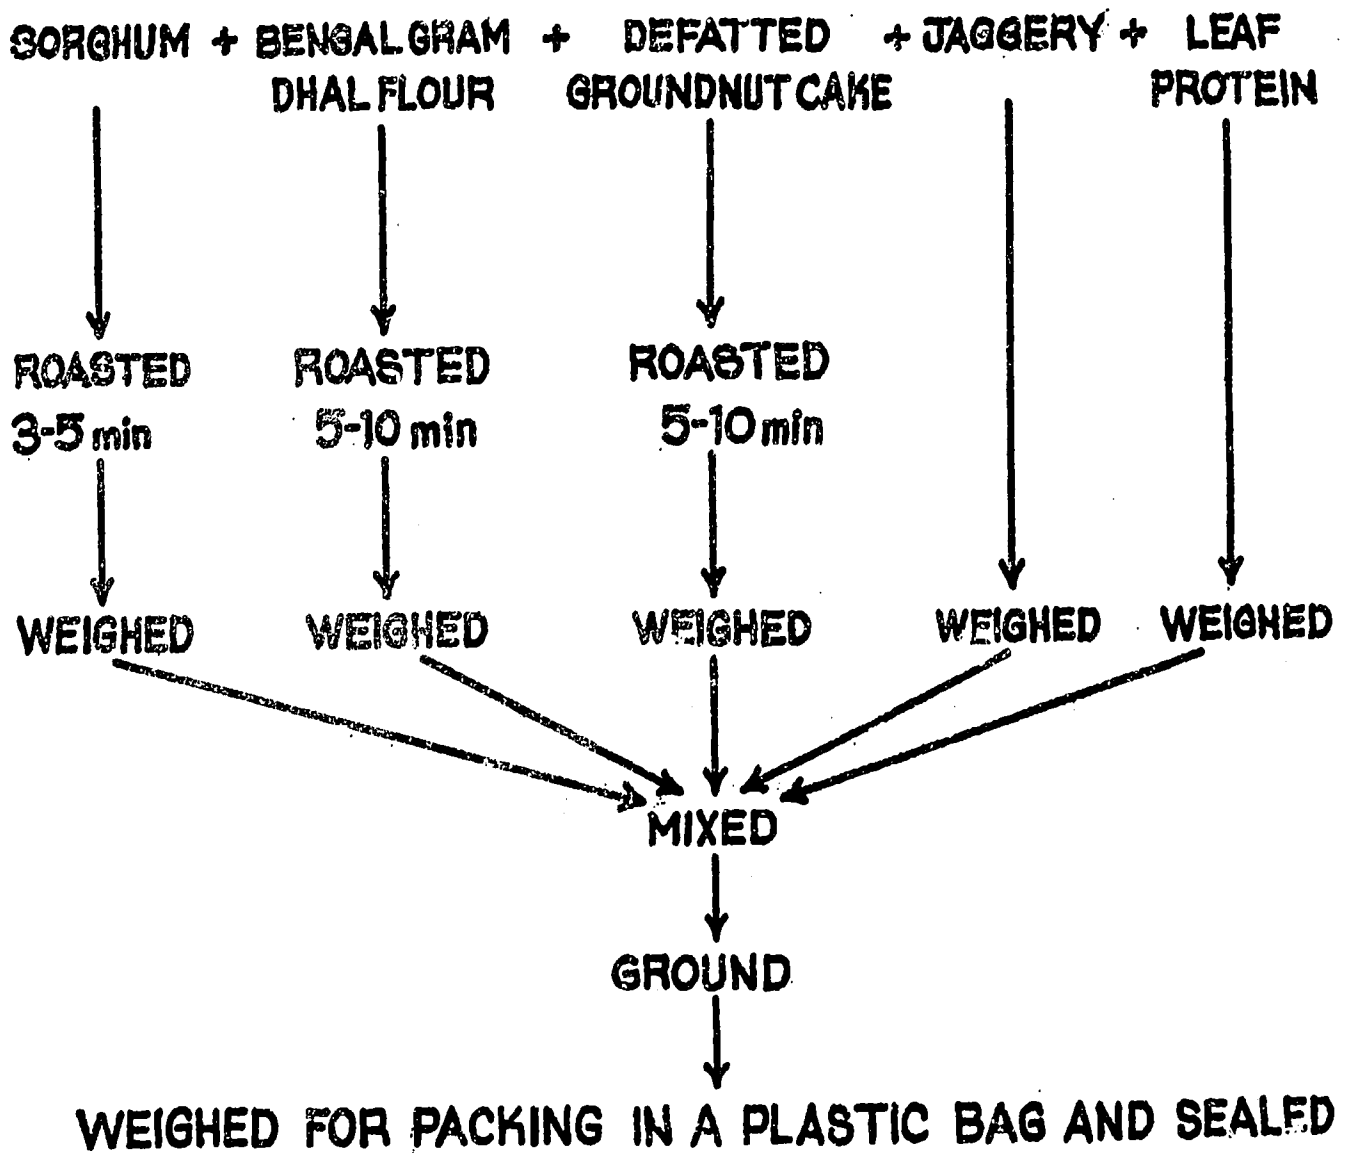 SORGHUM + BENGAL GRAM + DEFATTED + JAGGERY + LEAF
DHAL FLOUR GROUNDNUT CAKE PROTEIN
ROASTED ROASTED ROASTED
3-5 min 5-10 min 5-10 min
WEIGHED WEIGHED WEIGHED WEIGHED WEIGHED
MIXED
GROUND
WEIGHED FOR PACKING IN A PLASTIC BAG AND SEALED